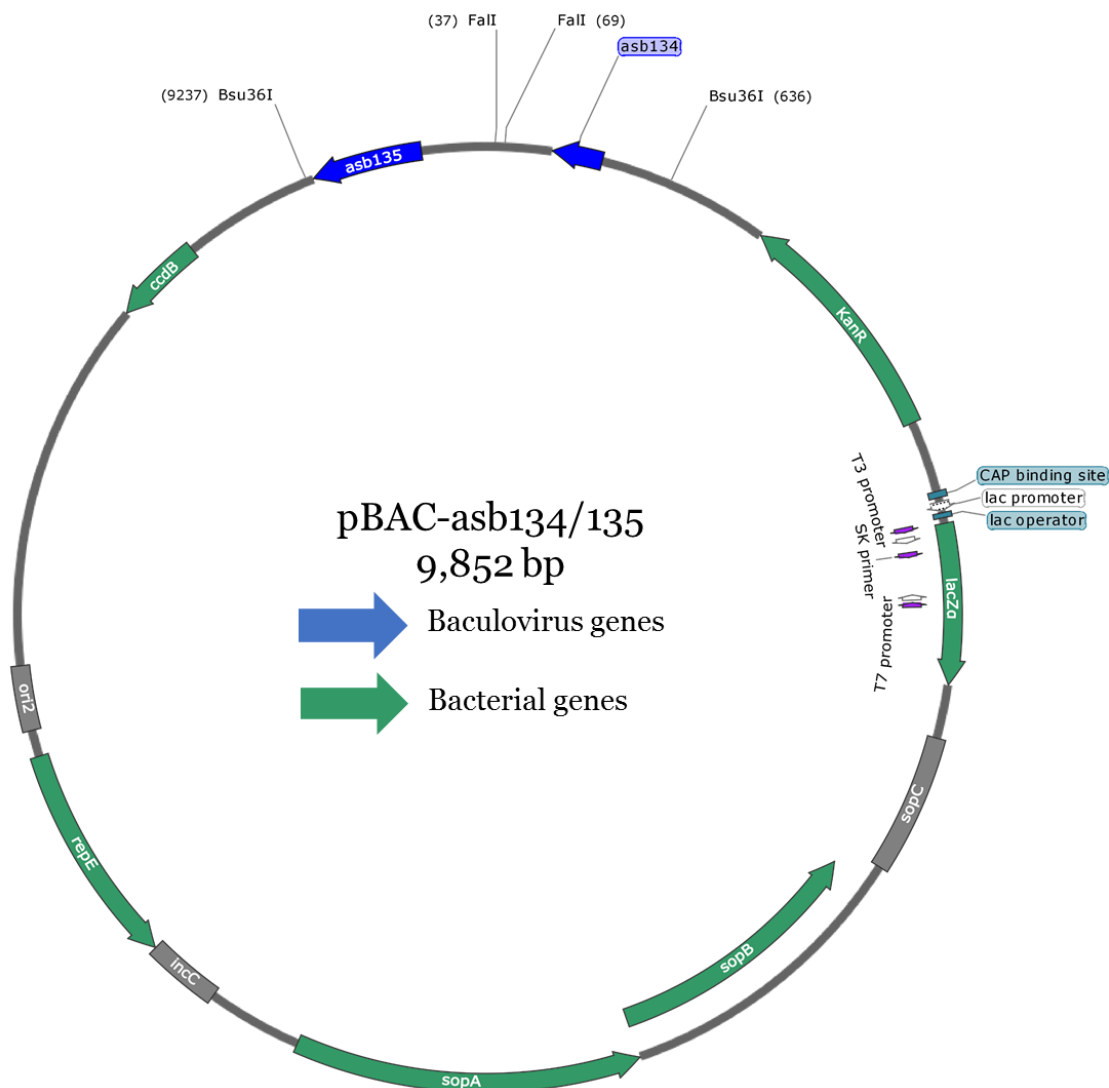 (37) FalI
FalI (69)
asb134
(9237) Bsu36I
Bsu36I (636)
asb135
ccdB
KanR
CAP binding site
lac promoter
lac operator
T3 promoter
SK primer
T7 promoter
lacZα
pBAC-asb134/135
9,852 bp
Baculovirus genes
Bacterial genes
ori2
sopC
repE
sopB
incC
sopA